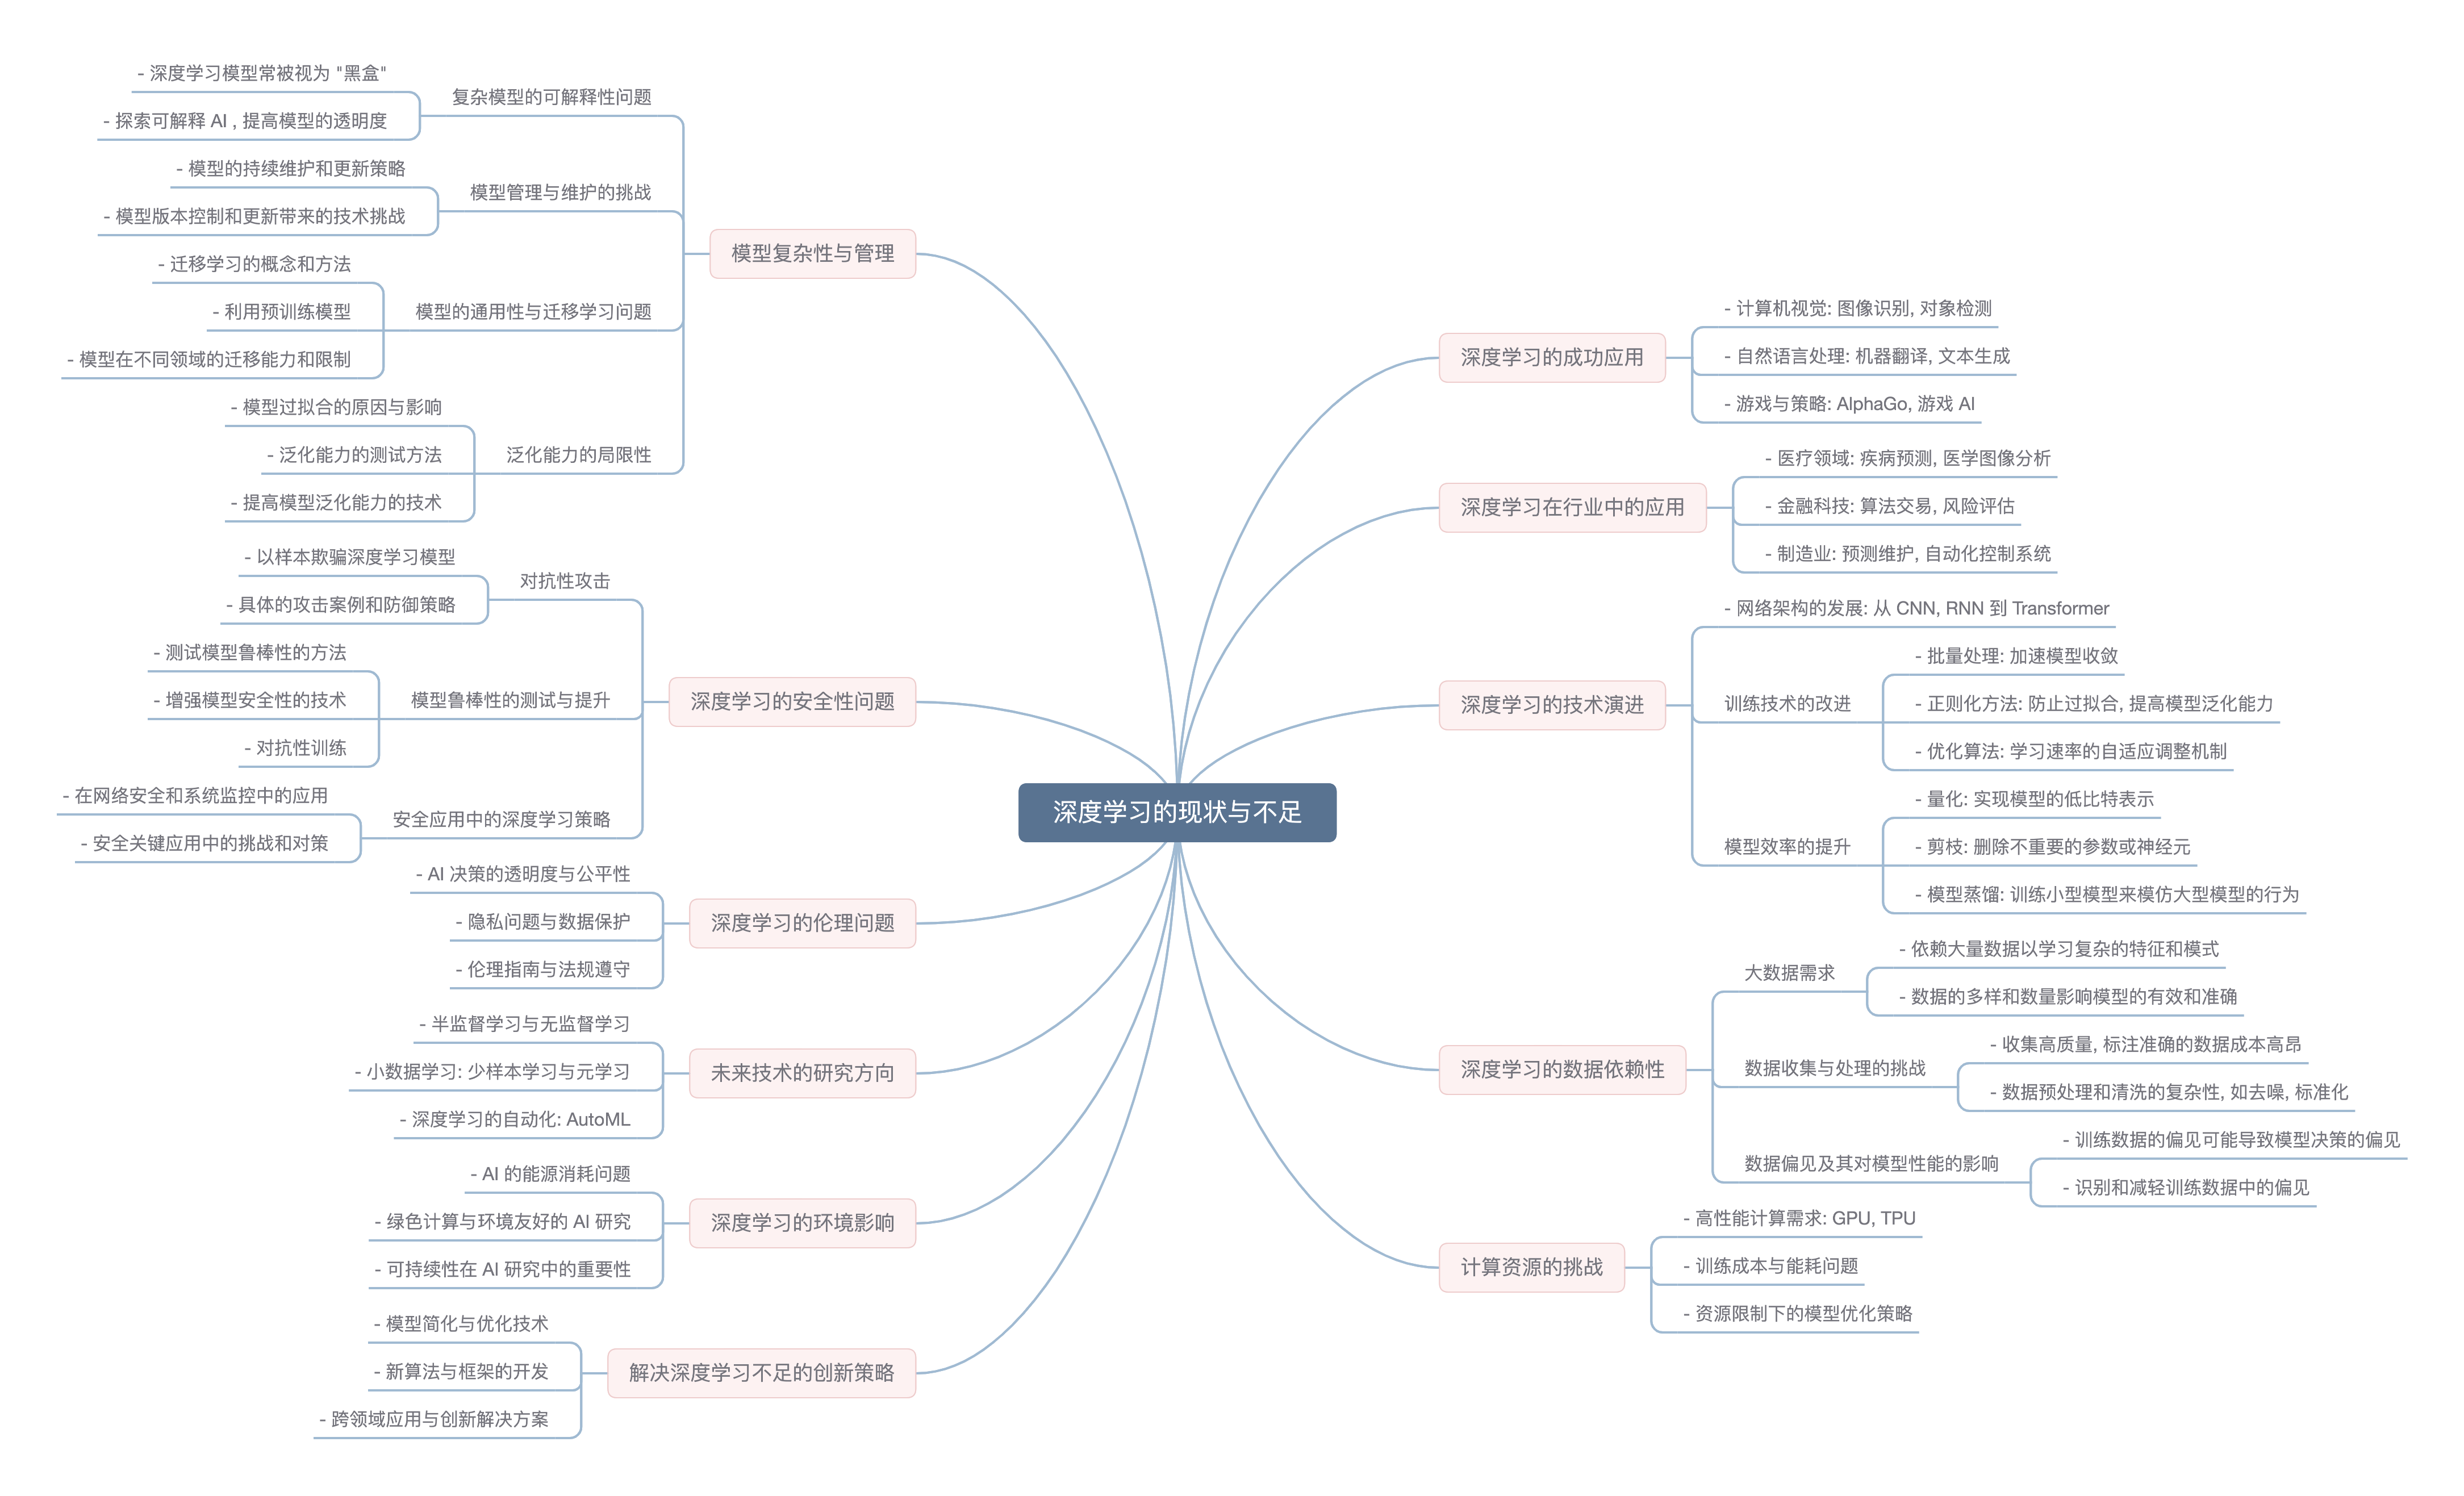 深度学习的现状与不足
深度学习的成功应用
- 计算机视觉: 图像识别, 对象检测
- 自然语言处理: 机器翻译, 文本生成
- 游戏与策略: AlphaGo, 游戏 AI
深度学习在行业中的应用
- 医疗领域: 疾病预测, 医学图像分析
- 金融科技: 算法交易, 风险评估
- 制造业: 预测维护, 自动化控制系统
深度学习的技术演进
- 网络架构的发展: 从 CNN, RNN 到 Transformer
训练技术的改进
- 批量处理: 加速模型收敛
- 正则化方法: 防止过拟合, 提高模型泛化能力
- 优化算法: 学习速率的自适应调整机制
模型效率的提升
- 量化: 实现模型的低比特表示
- 剪枝: 删除不重要的参数或神经元
- 模型蒸馏: 训练小型模型来模仿大型模型的行为
深度学习的数据依赖性
大数据需求
- 依赖大量数据以学习复杂的特征和模式
- 数据的多样和数量影响模型的有效和准确
数据收集与处理的挑战
- 收集高质量, 标注准确的数据成本高昂
- 数据预处理和清洗的复杂性, 如去噪, 标准化
数据偏见及其对模型性能的影响
- 训练数据的偏见可能导致模型决策的偏见
- 识别和减轻训练数据中的偏见
计算资源的挑战
- 高性能计算需求: GPU, TPU
- 训练成本与能耗问题
- 资源限制下的模型优化策略
模型复杂性与管理
复杂模型的可解释性问题
- 深度学习模型常被视为 "黑盒"
- 探索可解释 AI , 提高模型的透明度
模型管理与维护的挑战
- 模型的持续维护和更新策略
- 模型版本控制和更新带来的技术挑战
模型的通用性与迁移学习问题
- 迁移学习的概念和方法
- 利用预训练模型
- 模型在不同领域的迁移能力和限制
泛化能力的局限性
- 模型过拟合的原因与影响
- 泛化能力的测试方法
- 提高模型泛化能力的技术
深度学习的安全性问题
对抗性攻击
- 以样本欺骗深度学习模型
- 具体的攻击案例和防御策略
模型鲁棒性的测试与提升
- 测试模型鲁棒性的方法
- 增强模型安全性的技术
- 对抗性训练
安全应用中的深度学习策略
- 在网络安全和系统监控中的应用
- 安全关键应用中的挑战和对策
深度学习的伦理问题
- AI 决策的透明度与公平性
- 隐私问题与数据保护
- 伦理指南与法规遵守
未来技术的研究方向
- 半监督学习与无监督学习
- 小数据学习: 少样本学习与元学习
- 深度学习的自动化: AutoML
深度学习的环境影响
- AI 的能源消耗问题
- 绿色计算与环境友好的 AI 研究
- 可持续性在 AI 研究中的重要性
解决深度学习不足的创新策略
- 模型简化与优化技术
- 新算法与框架的开发
- 跨领域应用与创新解决方案